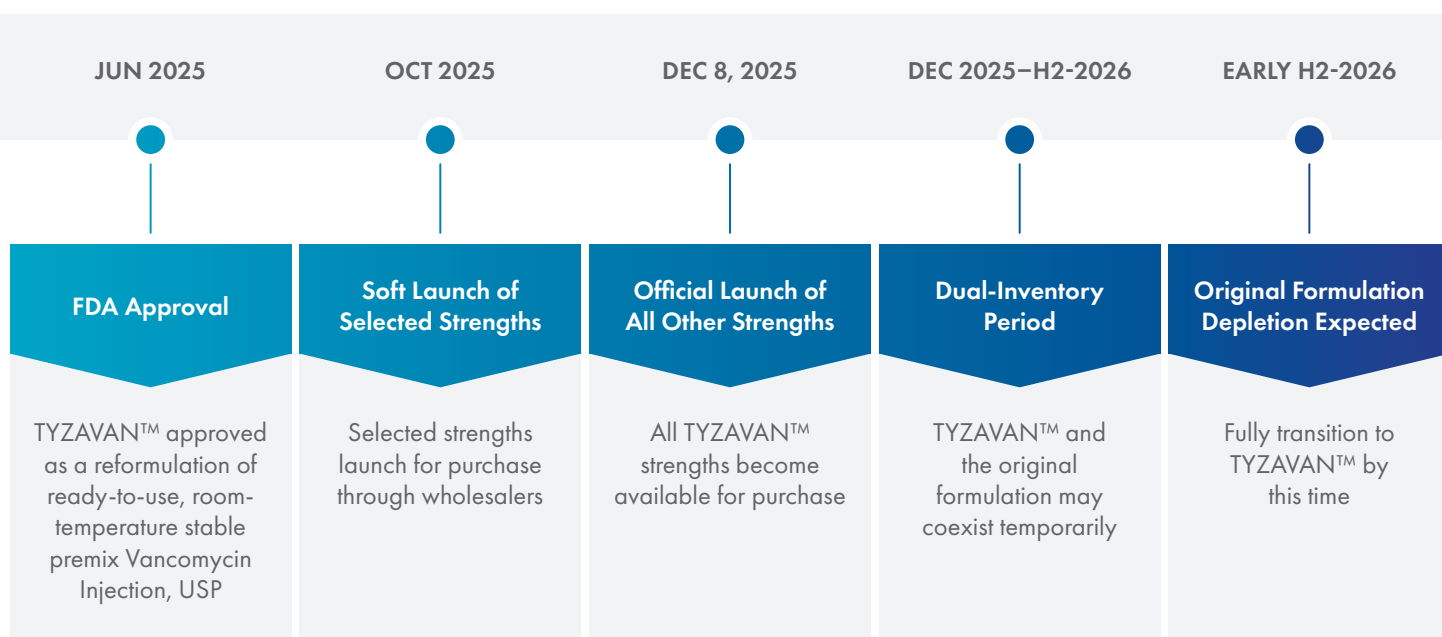 JUN 2025
OCT 2025
DEC 8, 2025
DEC 2025–H2-2026
EARLY H2-2026
FDA Approval
Soft Launch of
Selected Strengths
Official Launch of
All Other Strengths
Dual-Inventory
Period
Original Formulation
Depletion Expected
TYZAVAN™ approved
as a reformulation of
ready-to-use, room-
temperature stable
premix Vancomycin
Injection, USP
Selected strengths
launch for purchase
through wholesalers
All TYZAVAN™
strengths become
available for purchase
TYZAVAN™ and
the original
formulation may
coexist temporarily
Fully transition to
TYZAVAN™ by
this time